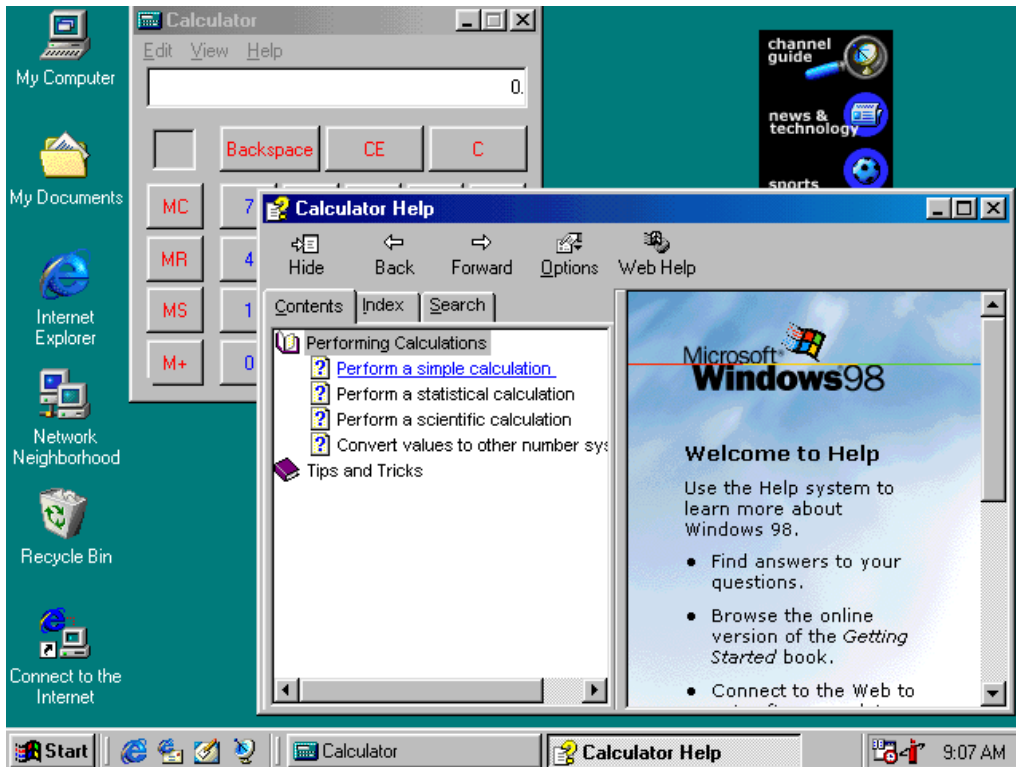 My Computer
My Documents
Internet
Explorer
Network
Neighborhood
Recycle Bin
Connect to the
Internet
Calculator
Edit View Help
0.
Backspace CE C
MC 7
MR 4
MS 1
M+ 0
channel
guide
news &
technology
sports
Calculator Help
Hide Back Forward Options Web Help
Contents Index Search
Performing Calculations
Perform a simple calculation
Perform a statistical calculation
Perform a scientific calculation
Convert values to other number sys
Tips and Tricks
Microsoft
Windows98
Welcome to Help
Use the Help system to
learn more about
Windows 98.
• Find answers to your
questions.
• Browse the online
version of the Getting
Started book.
• Connect to the Web to
Start Calculator Calculator Help 9:07 AM